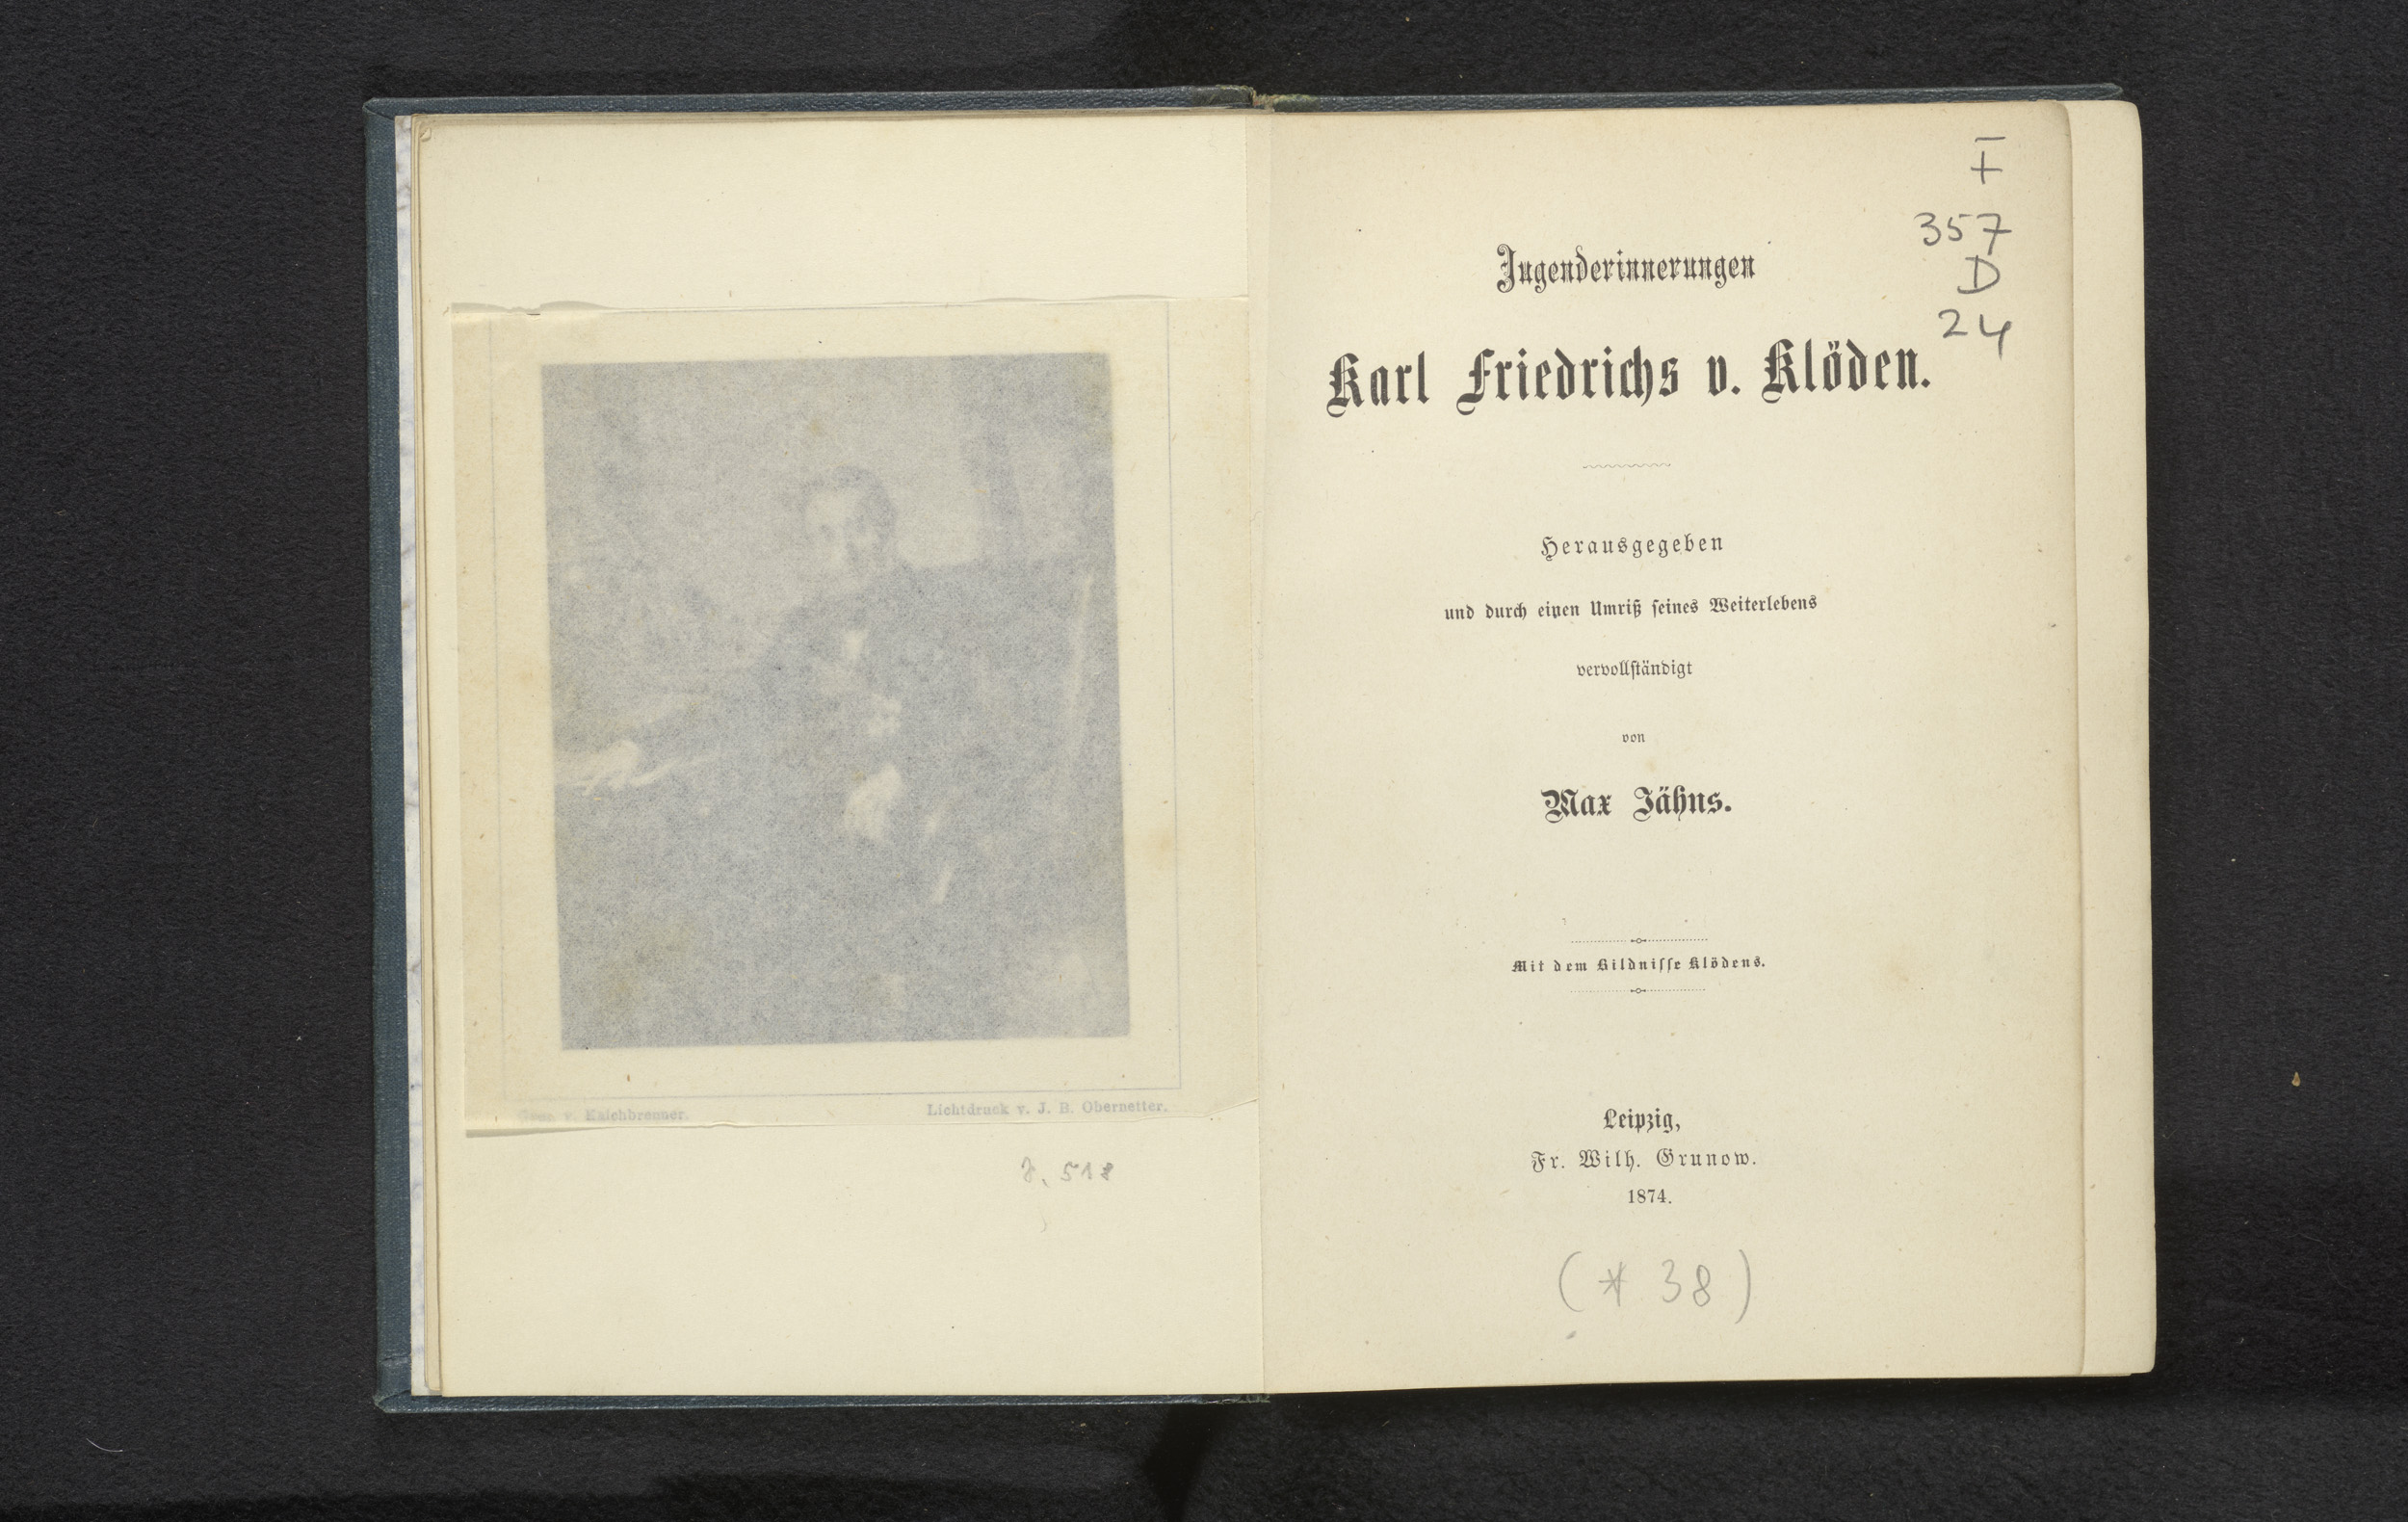 v. Kalchbrenner.
Lichtdruck v. J. B. Obernetter.
518
I
357
D
24
Jugenderinnerungen
Karl Friedrichs v. Klöden.
Herausgegeben
und durch einen Umriß ſeines Weiterlebens
vervollſtändigt
von
Max Jähns.
Mit dem Bildniſſe Klödens.
Leipzig,
Fr. Wilh. Grunow.
1874.
(* 38)